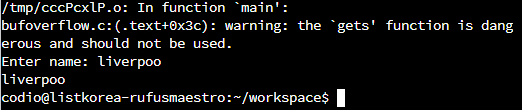 /tmp/cccPcxlP.o: In function `main':
bufoverflow.c:(.text+0x3c): warning: the `gets' function is dang
erous and should not be used.
Enter name: liverpoo
liverpoo
codio@listkorea-rufusmaestro:~/workspace$